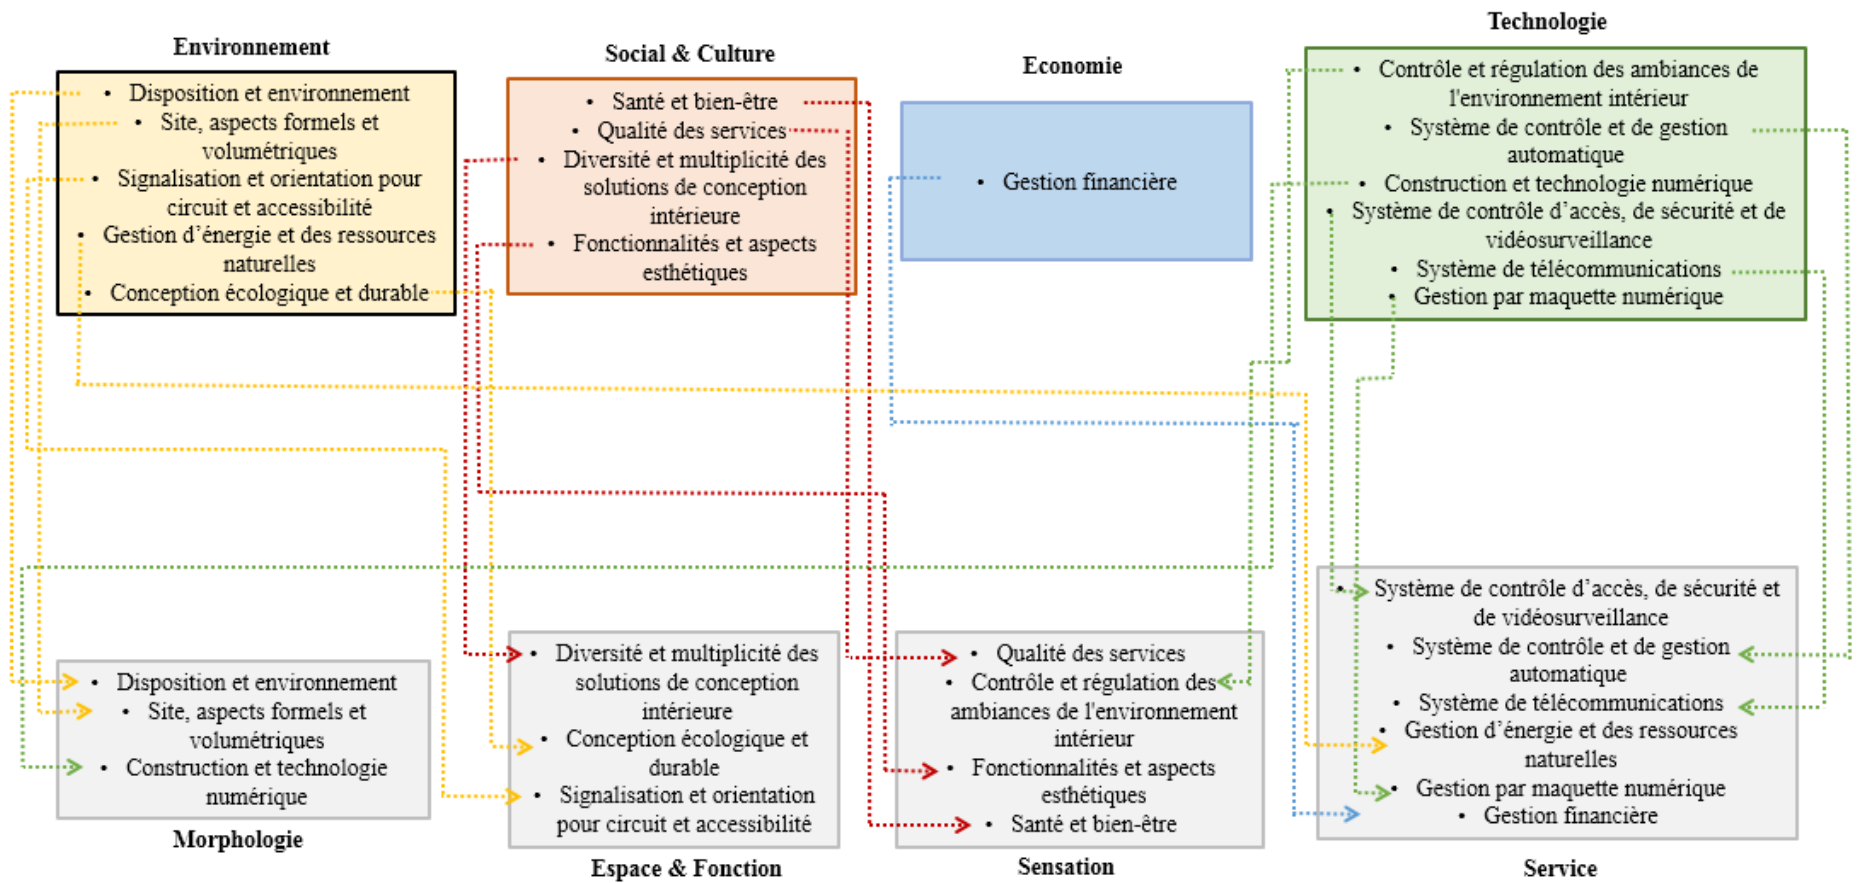 Environnement
• Disposition et environnement
• Site, aspects formels et
volumétriques
• Signalisation et orientation pour
circuit et accessibilité
• Gestion d’énergie et des ressources
naturelles
• Conception écologique et durable
Social & Culture
• Santé et bien-être
• Qualité des services
• Diversité et multiplicité des
solutions de conception
intérieure
• Fonctionnalités et aspects
esthétiques
Economie
• Gestion financière
Technologie
• Contrôle et régulation des ambiances de
l'environnement intérieur
• Système de contrôle et de gestion
automatique
• Construction et technologie numérique
• Système de contrôle d’accès, de sécurité et de
vidéosurveillance
• Système de télécommunications
• Gestion par maquette numérique
• Disposition et environnement
• Site, aspects formels et
volumétriques
• Construction et technologie
numérique
Morphologie
• Diversité et multiplicité des
solutions de conception
intérieure
• Conception écologique et
durable
• Signalisation et orientation
pour circuit et accessibilité
Espace & Fonction
• Qualité des services
• Contrôle et régulation des
ambiances de l'environnement
intérieur
• Fonctionnalités et aspects
esthétiques
• Santé et bien-être
Sensation
• Système de contrôle d’accès, de sécurité et
de vidéosurveillance
• Système de contrôle et de gestion
automatique
• Système de télécommunications
• Gestion d’énergie et des ressources
naturelles
• Gestion par maquette numérique
• Gestion financière
Service